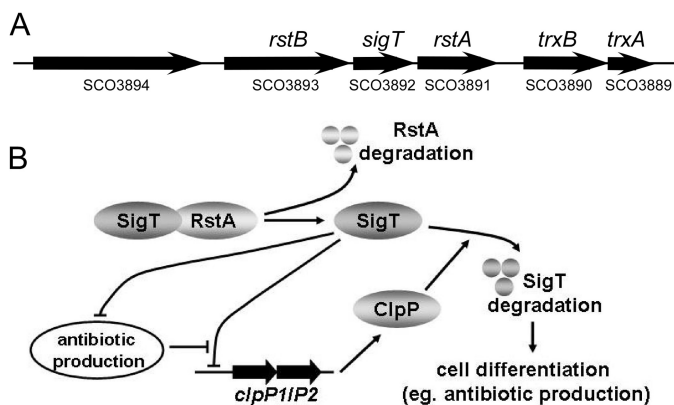 A
rstB sigT rstA trxB trxA
SCO3894 SCO3893 SCO3892 SCO3891 SCO3890 SCO3889
B
RstA
degradation
SigT RstA
SigT
SigT
degradation
ClpP
antibiotic
production
clpP1/P2
cell differentiation
(eg. antibiotic production)